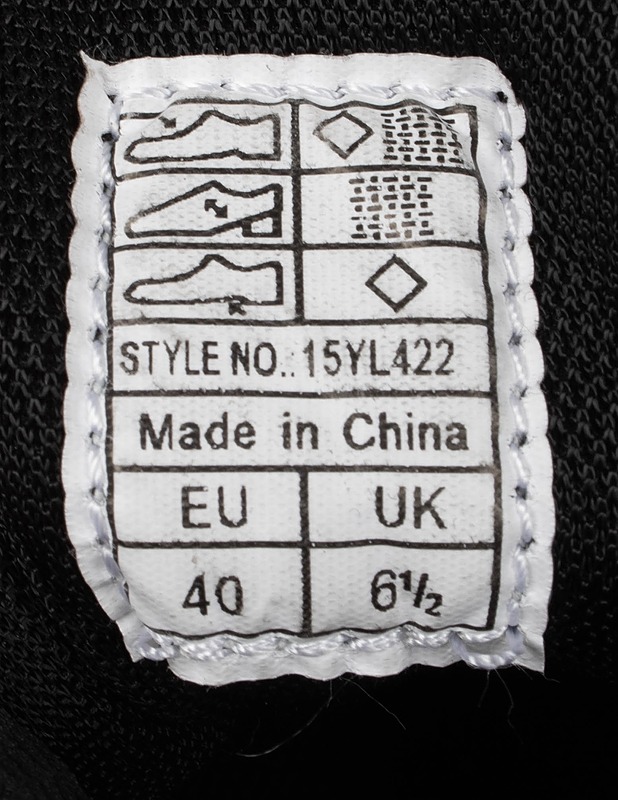 STYLE NO.. 15YL422
Made in China
EU UK
40 6½